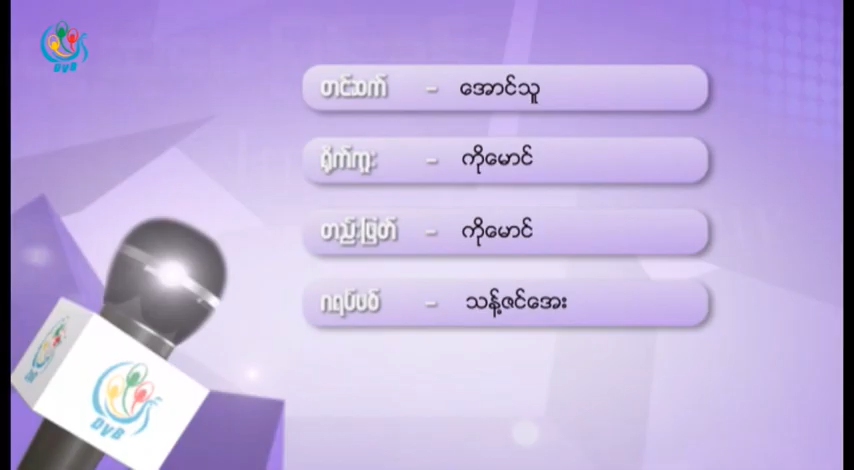 DVB
တင်ဆက် – အောင်သူ
ရိုက်ကူး – ကိုမောင်
တည်းဖြတ် – ကိုမောင်
ဂရပ်ဖစ် – သန့်ဇင်အေး
DVB